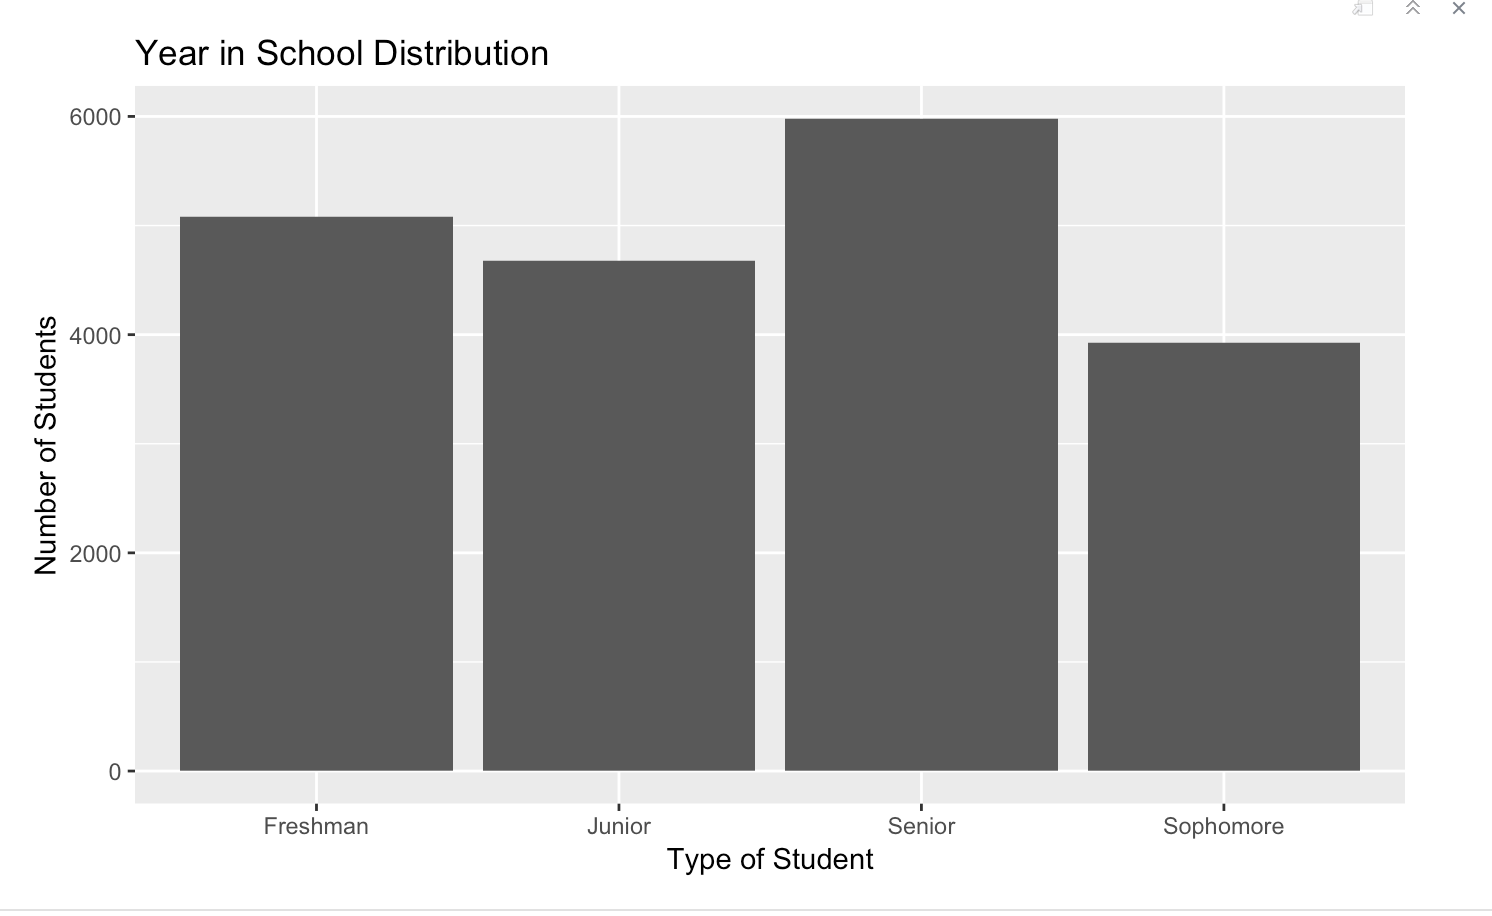 Year in School Distribution
6000
4000
2000
0
Number of Students
Freshman Junior Senior Sophomore
Type of Student